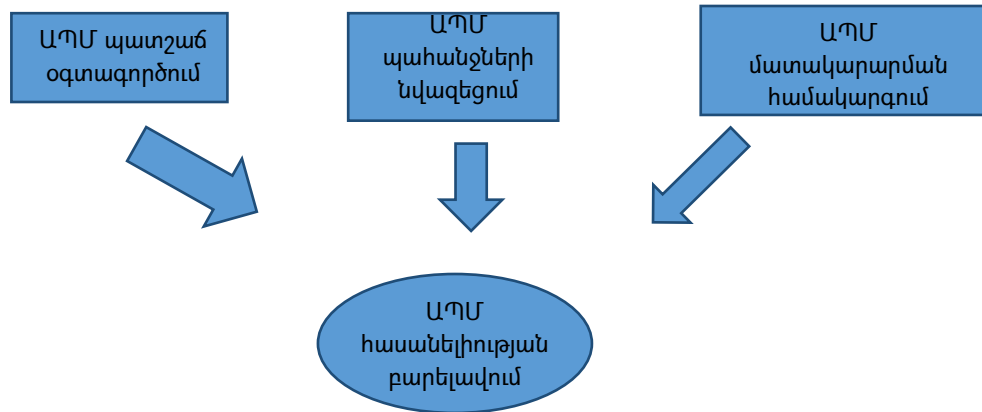 ԱՊՄ պատշաճ
օգտագործում
ԱՊՄ
պահանջների
նվազեցում
ԱՊՄ
մատակարարման
համակարգում
ԱՊՄ
հասանելիության
բարելավում